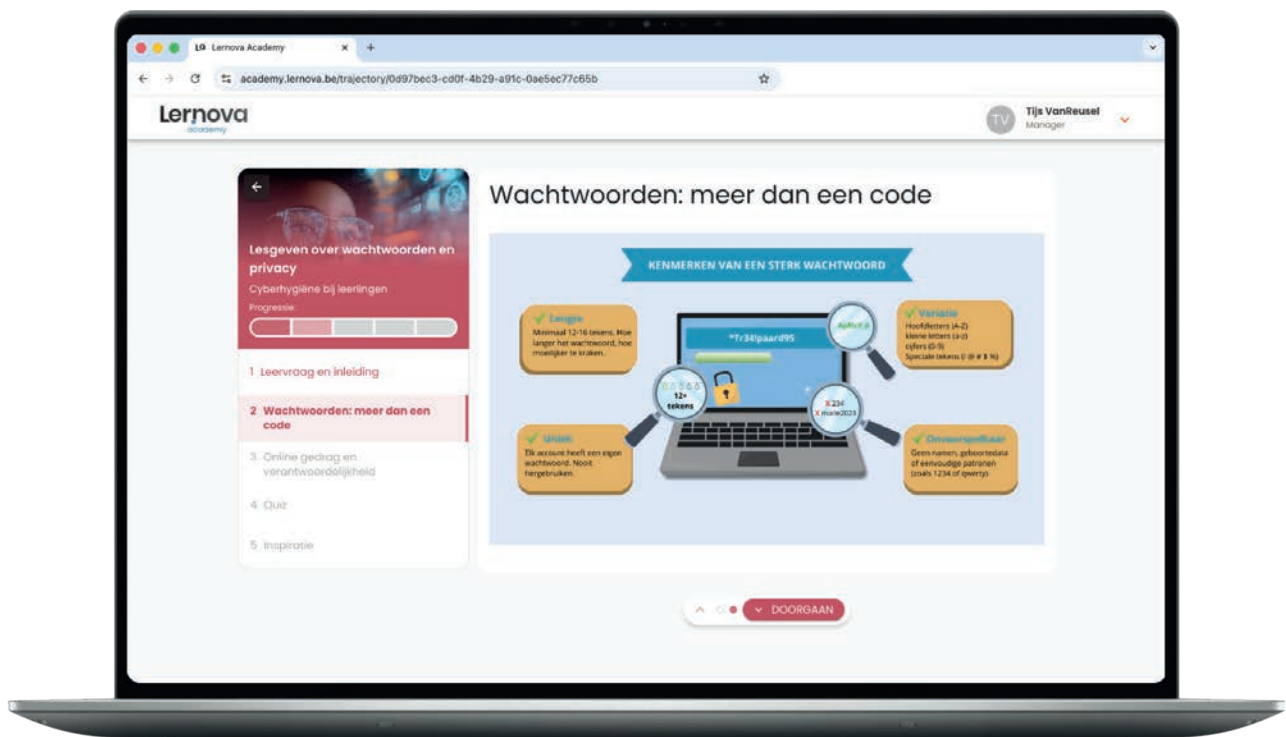 Lernova Academy
academy.lernova.be/trajectory/0d97bec3-cd0f-4b29-a91c-0ae5ec77c65b
Lernova
academy
TV
Tijs VanReusel
Manager
Lesgeven over wachtwoorden en
privacy
Cyberhygiëne bij leerlingen
Progressie:
1 Leervraag en inleiding
2 Wachtwoorden: meer dan een
code
3 Online gedrag en
verantwoordelijkheid
4 Quiz
5 Inspiratie
Wachtwoorden: meer dan een code
KENMERKEN VAN EEN STERK WACHTWOORD
Lengte
Minimaal 12-16 tekens. Hoe
langer het wachtwoord, hoe
moeilijker te kraken.
*Tr34!paard95
Variatie
Hoofdletters (A-Z)
kleine letters (a-z)
cijfers (0-9)
Speciale tekens (! @ # $ %)
12+
tekens
X 234
X marie2023
Uniek
Elk account heeft een eigen
wachtwoord. Nooit
hergebruiken.
Onvoorspelbaar
Geen namen, geboortedata
of eenvoudige patronen
(zoals 1234 of qwerty)
DOORGAAN